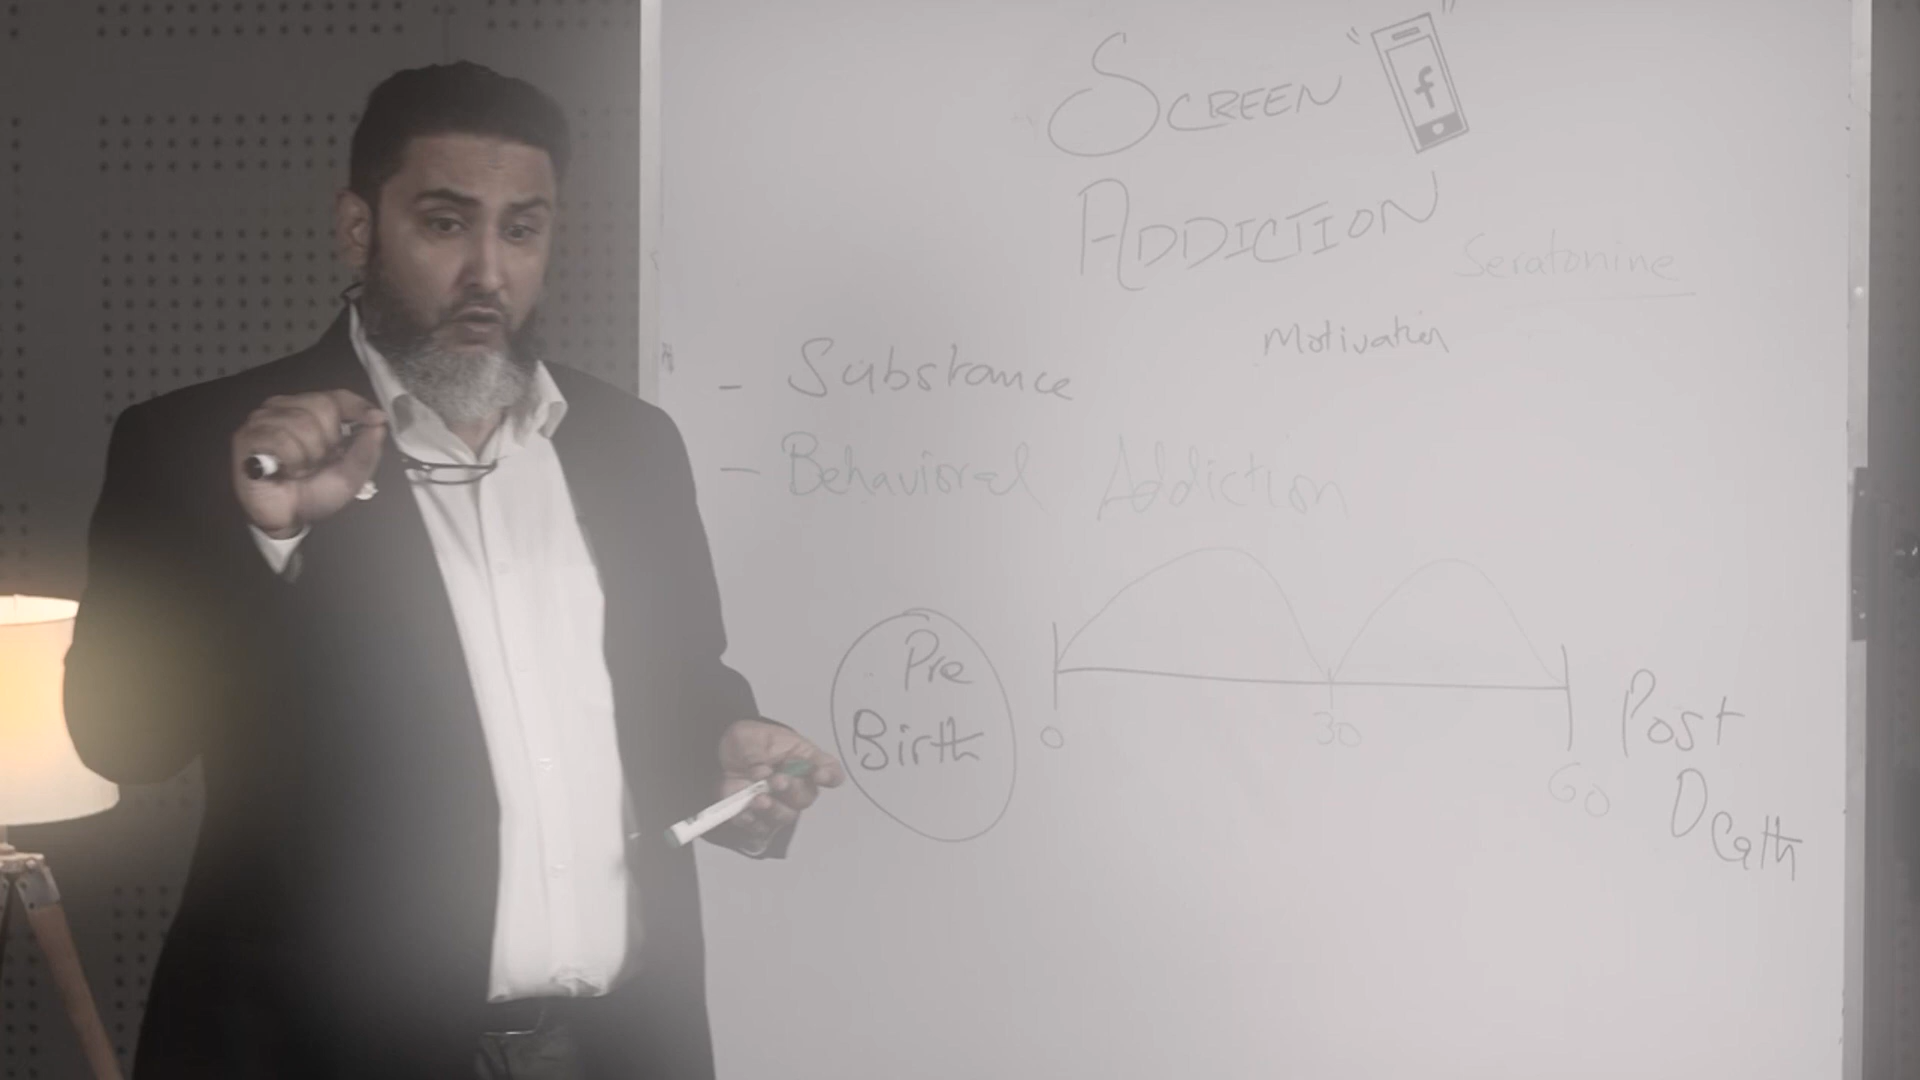 SCREEN
f
ADDICTION
Seratonine
Motivation
- Substance
- Behavioral Addiction
Pre
Birth
0
30
60
Post
Death